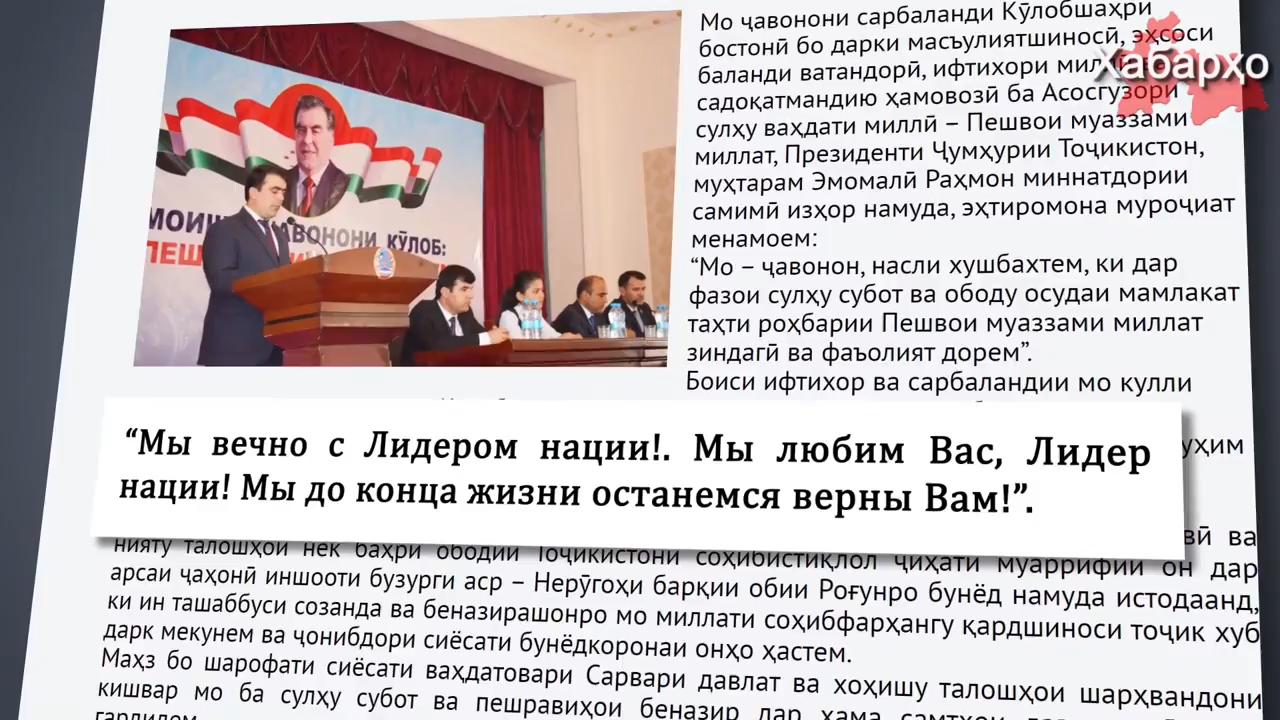 Мо ҷавонони сарбаланди Кӯлобшаҳри
бостонӣ бо дарки масъулиятшиносӣ, эҳсоси
баланди ватандорӣ, ифтихори
садоқатмандию ҳамовозӣ ба Асосгузори
сулҳу ваҳдати миллӣ – Пешвои муаззами
миллат, Президенти Ҷумҳурии Тоҷикистон,
муҳтарам Эмомалӣ Раҳмон миннатдории
самимӣ изҳор намуда, эҳтиромона муроҷиат
менамоем:
“Мо – ҷавонон, насли хушбахтем, ки дар
фазои сулҳу субот ва ободу осудаи мамлакат
таҳти роҳбарии Пешвои муаззами миллат
зиндагӣ ва фаъолият дорем”.
Боиси ифтихор ва сарбаландии мо кулли
Хабарҳо
КӮЛОБ:
“Мы вечно с Лидером нации!. Мы любим Вас, Лидер
нации! Мы до конца жизни останемся верны Вам!”.
ва
нияту талошҳои нек баҳри ободии Тоҷикистони соҳибистиқлол ҷиҳати муаррифии он дар
арсаи ҷаҳонӣ иншооти бузурги аср – Нерӯгоҳи барқии обии Роғунро бунёд намуда истодаанд,
ки ин ташаббуси созанда ва беназирашонро мо миллати соҳибфарҳангу қардшиноси тоҷик хуб
дарк мекунем ва ҷонибдори сиёсати бунёдкоронаи онҳо ҳастем.
Маҳз бо шарофати сиёсати ваҳдатовари Сарвари давлат ва хоҳишу талошҳои шарҳвандони
кишвар мо ба сулҳу субот ва пешравиҳои беназир дар ҳама самтҳои
гардидем